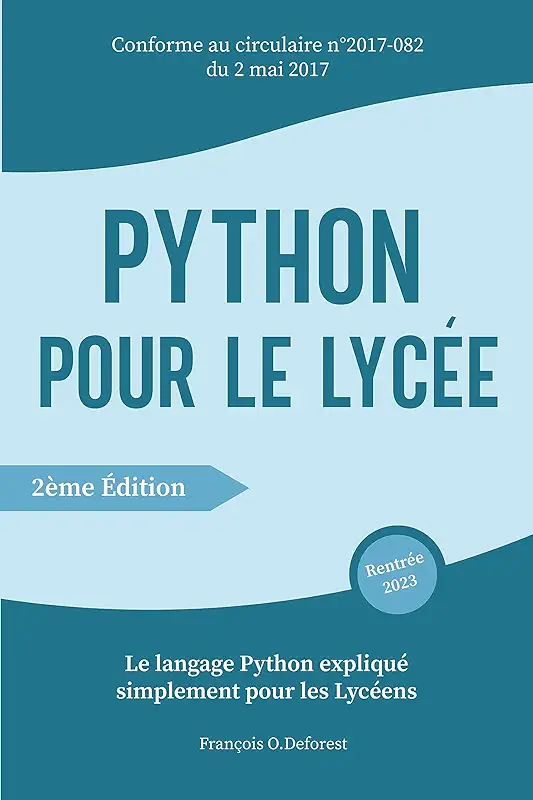 Conforme au circulaire n°2017-082
du 2 mai 2017
PYTHON
POUR LE LYCÉE
2ème Édition
Rentrée
2023
Le langage Python expliqué
simplement pour les Lycéens
François O.Deforest